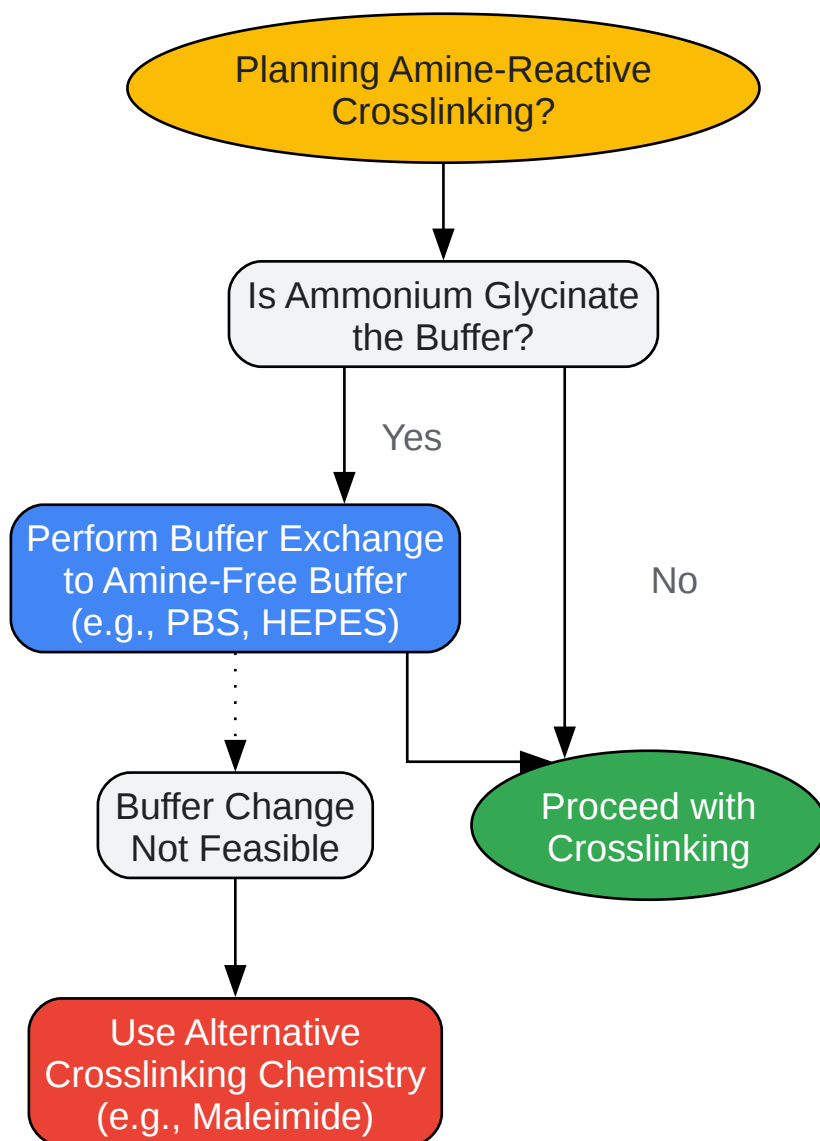 Planning Amine-Reactive
Crosslinking?
Is Ammonium Glycinate
the Buffer?
Yes
Perform Buffer Exchange
to Amine-Free Buffer
(e.g., PBS, HEPES)
No
Buffer Change
Not Feasible
Proceed with
Crosslinking
Use Alternative
Crosslinking Chemistry
(e.g., Maleimide)